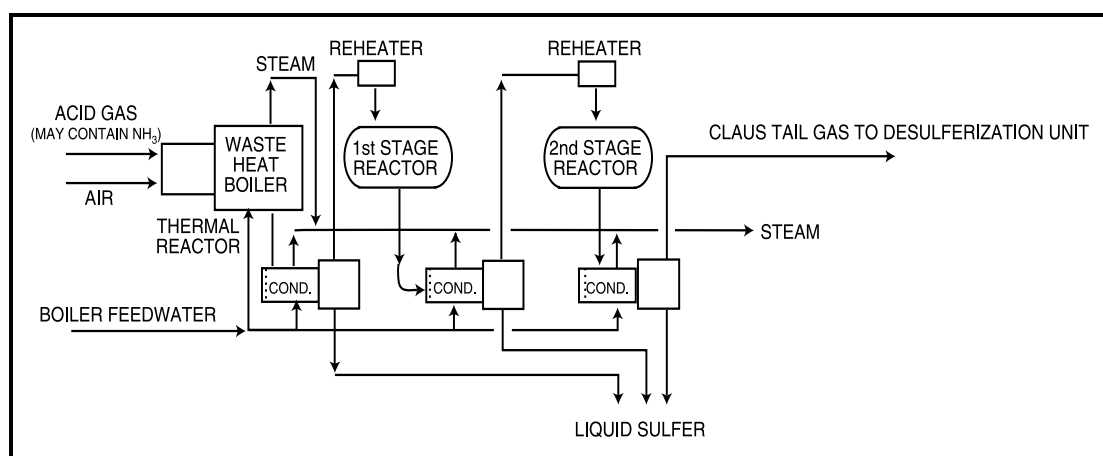 REHEATER
REHEATER
STEAM
ACID GAS
(MAY CONTAIN NH3)
WASTE
HEAT
BOILER
1st STAGE
REACTOR
2nd STAGE
REACTOR
CLAUS TAIL GAS TO DESULFERIZATION UNIT
AIR
THERMAL
REACTOR
STEAM
COND.
COND.
COND.
BOILER FEEDWATER
LIQUID SULFER